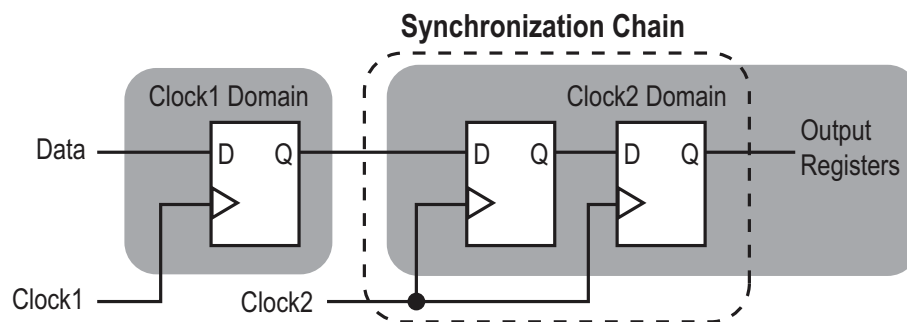 Synchronization Chain
Clock1 Domain
Clock2 Domain
Data
D Q
D Q
D Q
Output
Registers
Clock1
Clock2